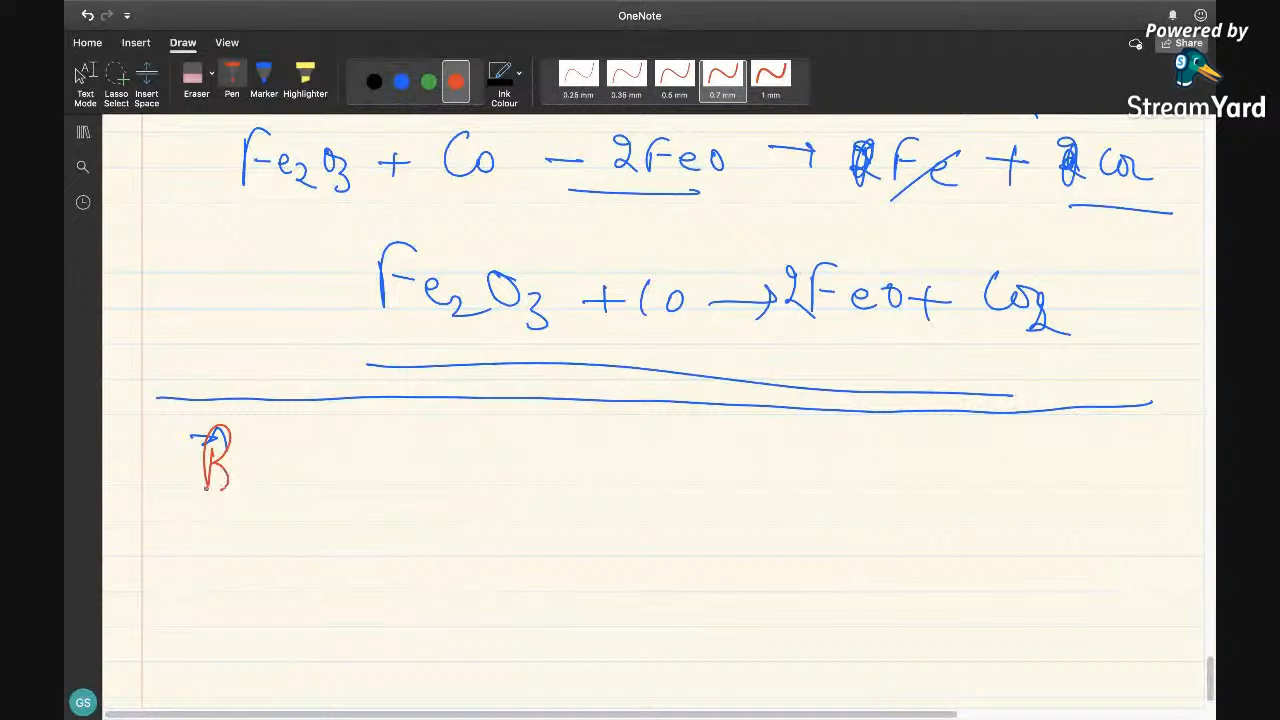 OneNote
Powered by
StreamYard
Home Insert Draw View
Share
Text Mode
Lasso Select
Insert Space
Eraser
Pen
Marker
Highlighter
Ink Colour
0.25 mm
0.35 mm
0.5 mm
0.7 mm
1 mm
Fe₂O₃ + Co – 2FeO → Fe + CO₂
Fe₂O₃ + CO → 2FeO + CO₂
B
GS